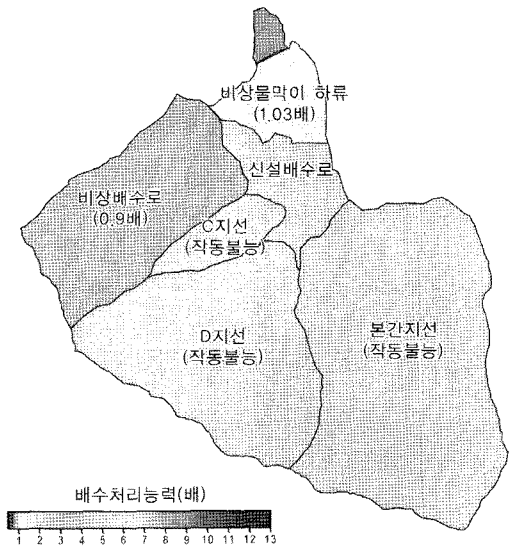 비상물막이 하류
(1.03배)
신설배수로
비상배수로
(0.9배)
C지선
(작동불능)
D지선
(작동불능)
본간지선
(작동불능)
배수처리능력(배)
1 2 3 4 5 6 7 8 9 10 11 12 13